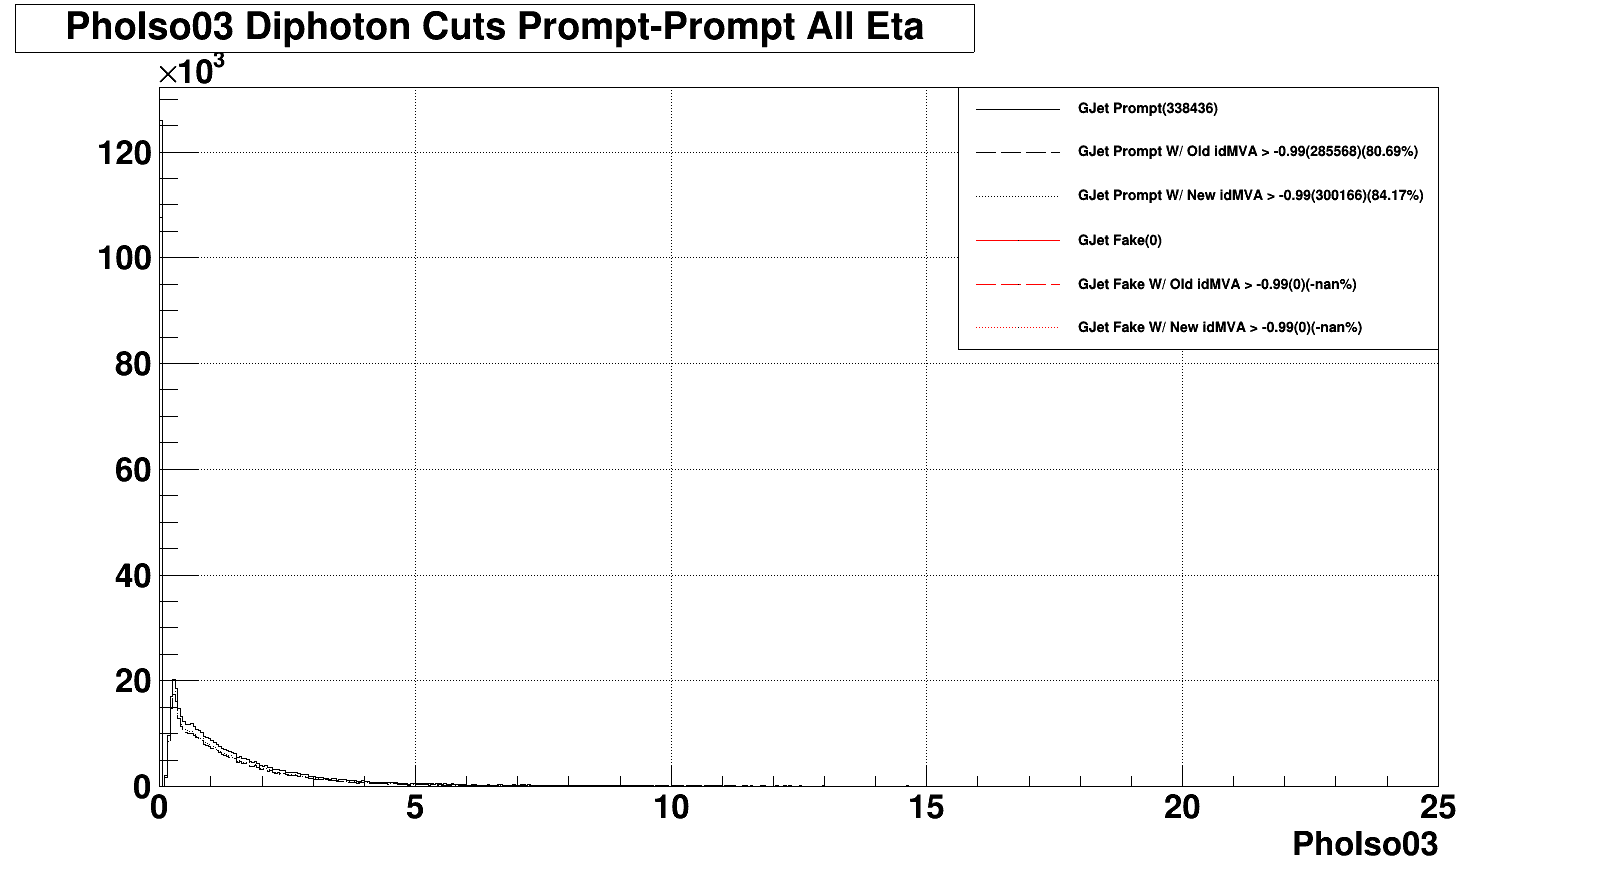 PhoIso03 Diphoton Cuts Prompt-Prompt All Eta
×10³
GJet Prompt(338436)
GJet Prompt W/ Old idMVA > -0.99(285568)(80.69%)
GJet Prompt W/ New idMVA > -0.99(300166)(84.17%)
GJet Fake(0)
GJet Fake W/ Old idMVA > -0.99(0)(-nan%)
GJet Fake W/ New idMVA > -0.99(0)(-nan%)
120
100
80
60
40
20
0
0 5 10 15 20 25
PhoIso03